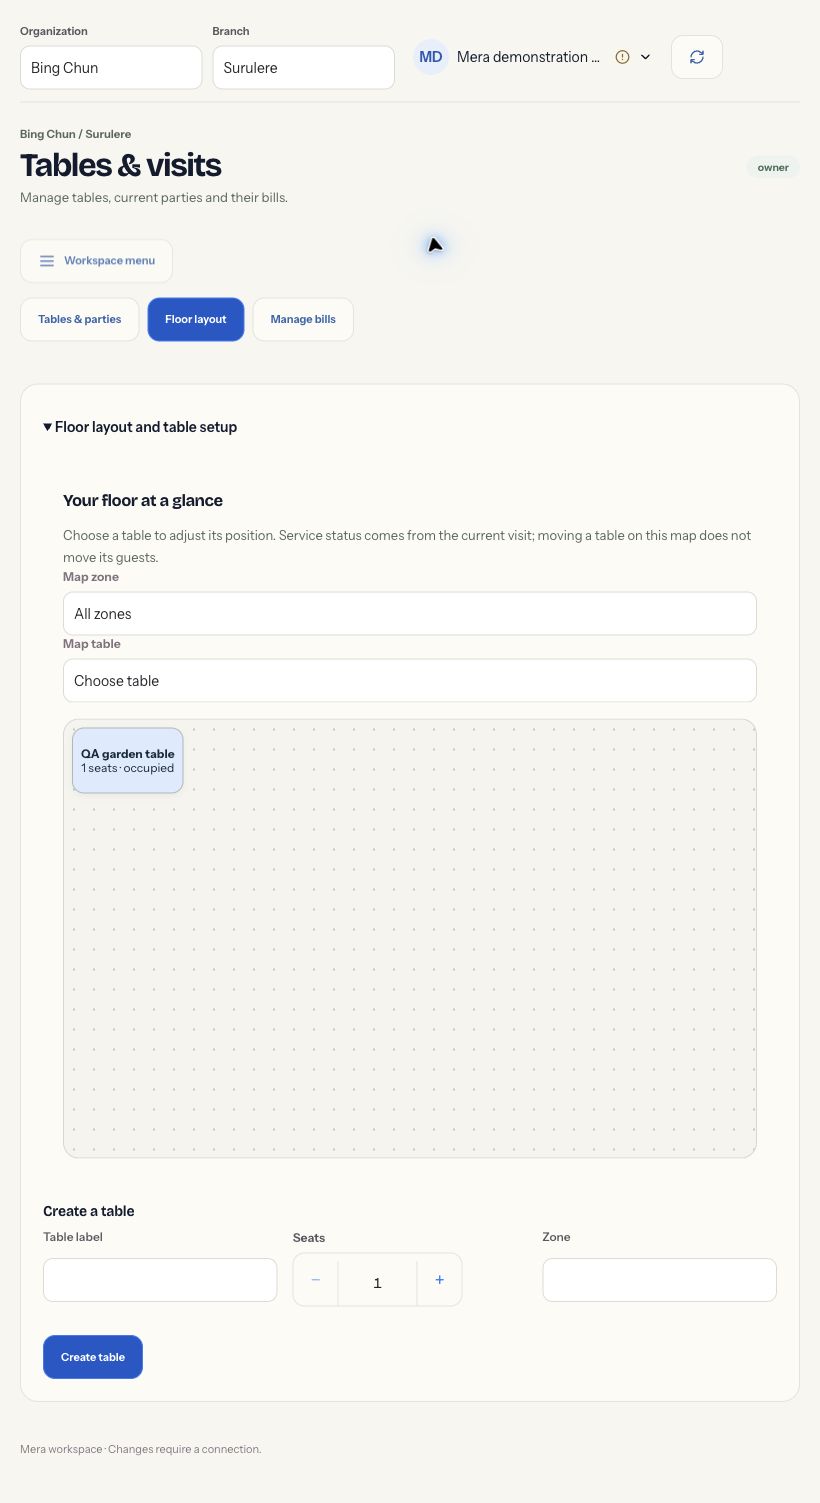 Organization
Branch
Bing Chun
Surulere
MD
Mera demonstration ...
Bing Chun / Surulere
Tables & visits
owner
Manage tables, current parties and their bills.
Workspace menu
Tables & parties
Floor layout
Manage bills
▼ Floor layout and table setup
Your floor at a glance
Choose a table to adjust its position. Service status comes from the current visit; moving a table on this map does not
move its guests.
Map zone
All zones
Map table
Choose table
QA garden table
1 seats · occupied
Create a table
Table label
Seats
Zone
− 1 +
Create table
Mera workspace · Changes require a connection.